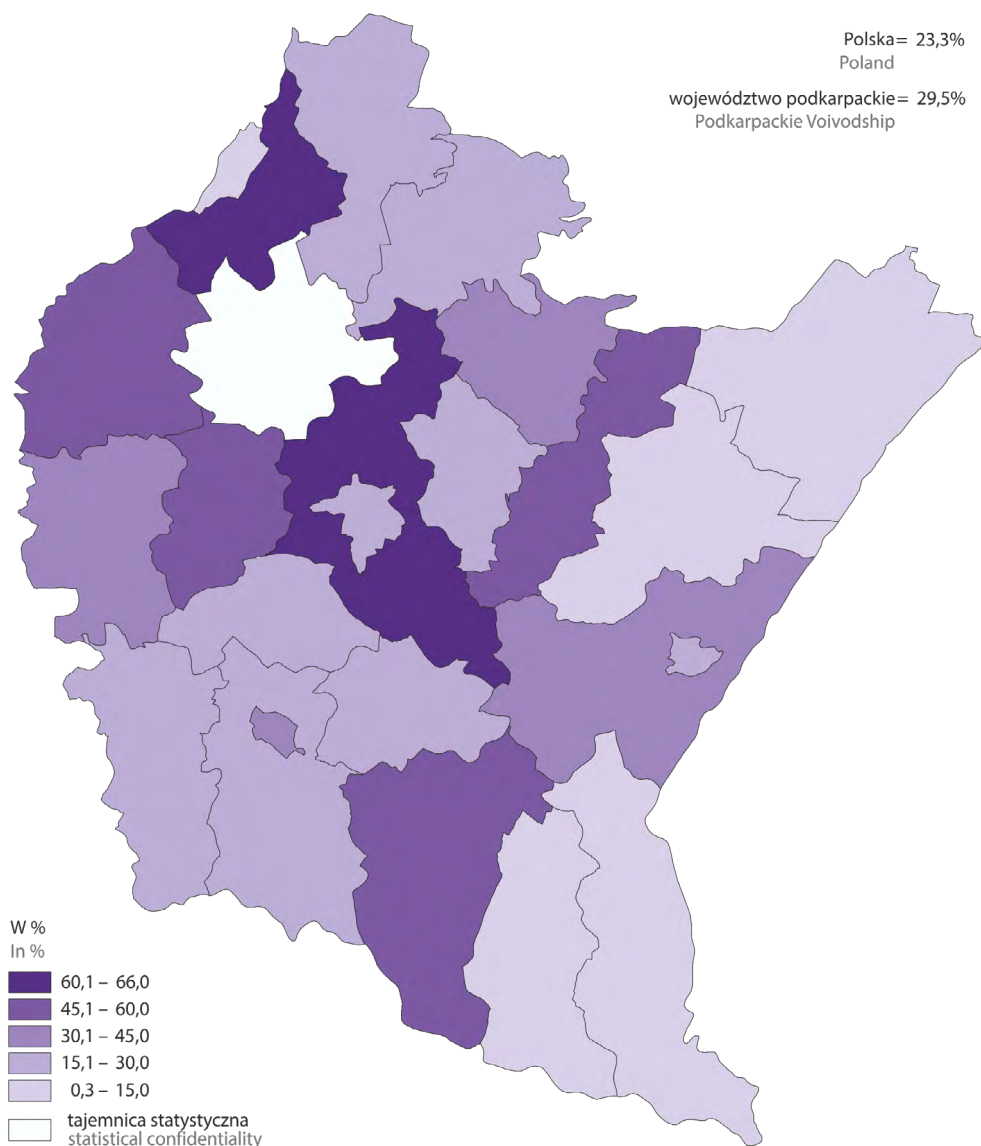 Polska= 23,3%
Poland
województwo podkarpackie= 29,5%
Podkarpackie Voivodship
W %
In %
60,1 – 66,0
45,1 – 60,0
30,1 – 45,0
15,1 – 30,0
0,3 – 15,0
tajemnica statystyczna
statistical confidentiality